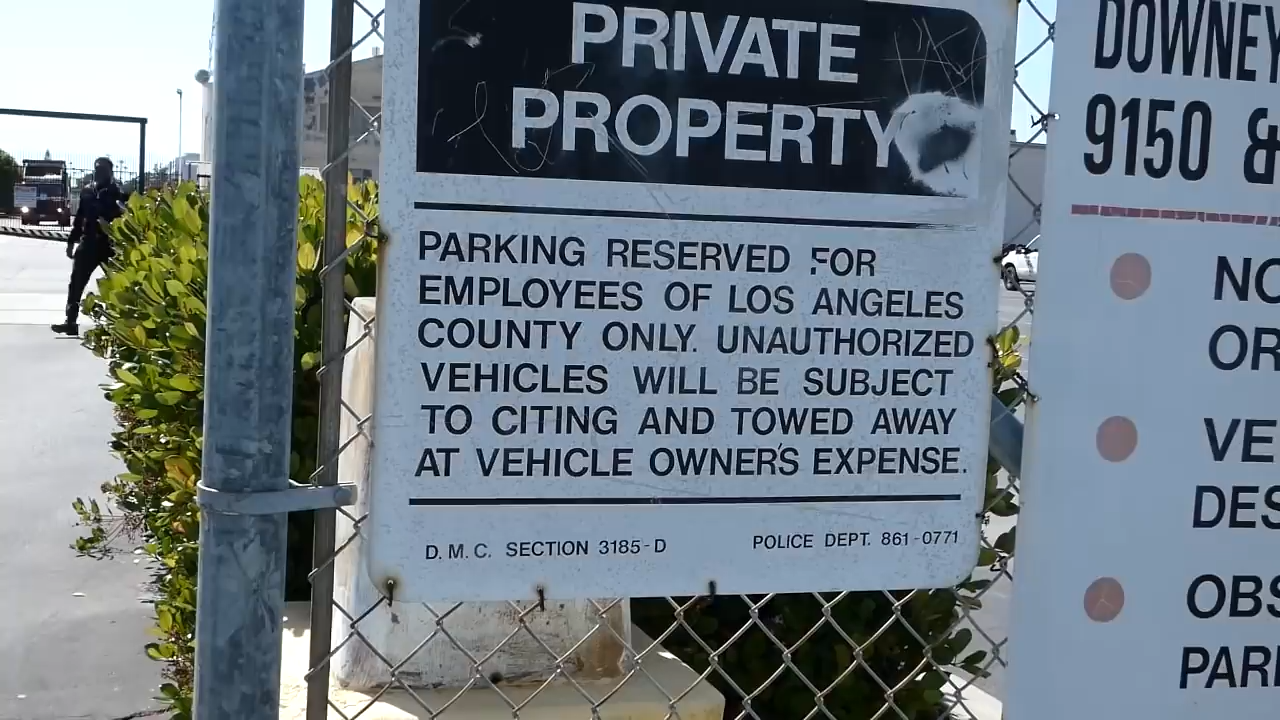 PRIVATE
PROPERTY
PARKING RESERVED FOR
EMPLOYEES OF LOS ANGELES
COUNTY ONLY. UNAUTHORIZED
VEHICLES WILL BE SUBJECT
TO CITING AND TOWED AWAY
AT VEHICLE OWNER'S EXPENSE.
D.M.C. SECTION 3185-D
POLICE DEPT. 861-0771
DOWNEY
9150 &
NO
OR
VE
DES
OBS
PAR